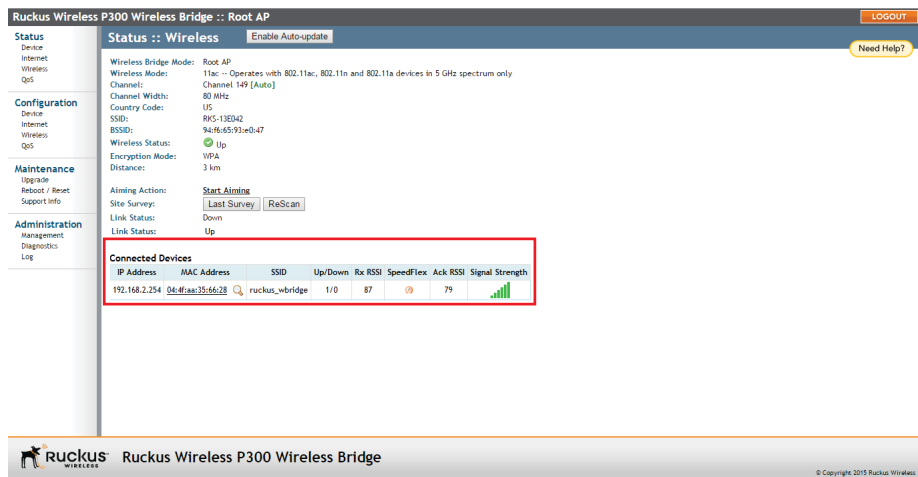 Ruckus Wireless P300 Wireless Bridge :: Root AP LOGOUT
Status
Device
Internet
Wireless
QoS
Configuration
Device
Internet
Wireless
QoS
Maintenance
Upgrade
Reboot / Reset
Support Info
Administration
Management
Diagnostics
Log
Status :: Wireless Enable Auto-update
Need Help?
Wireless Bridge Mode: Root AP
Wireless Mode: 11ac -- Operates with 802.11ac, 802.11n and 802.11a devices in 5 GHz spectrum only
Channel: Channel 149 [Auto]
Channel Width: 80 MHz
Country Code: US
SSID: RKS-13E042
BSSID: 94:f6:65:93:e0:47
Wireless Status: Up
Encryption Mode: WPA
Distance: 3 km
Aiming Action: Start Aiming
Site Survey: Last Survey ReScan
Link Status: Down
Link Status: Up
Connected Devices
IP Address MAC Address SSID Up/Down Rx RSSI SpeedFlex Ack RSSI Signal Strength
192.168.2.254 04:4f:aa:35:66:28 ruckus_wbridge 1/0 87 79
RUCKUS WIRELESS Ruckus Wireless P300 Wireless Bridge
© Copyright 2015 Ruckus Wireless